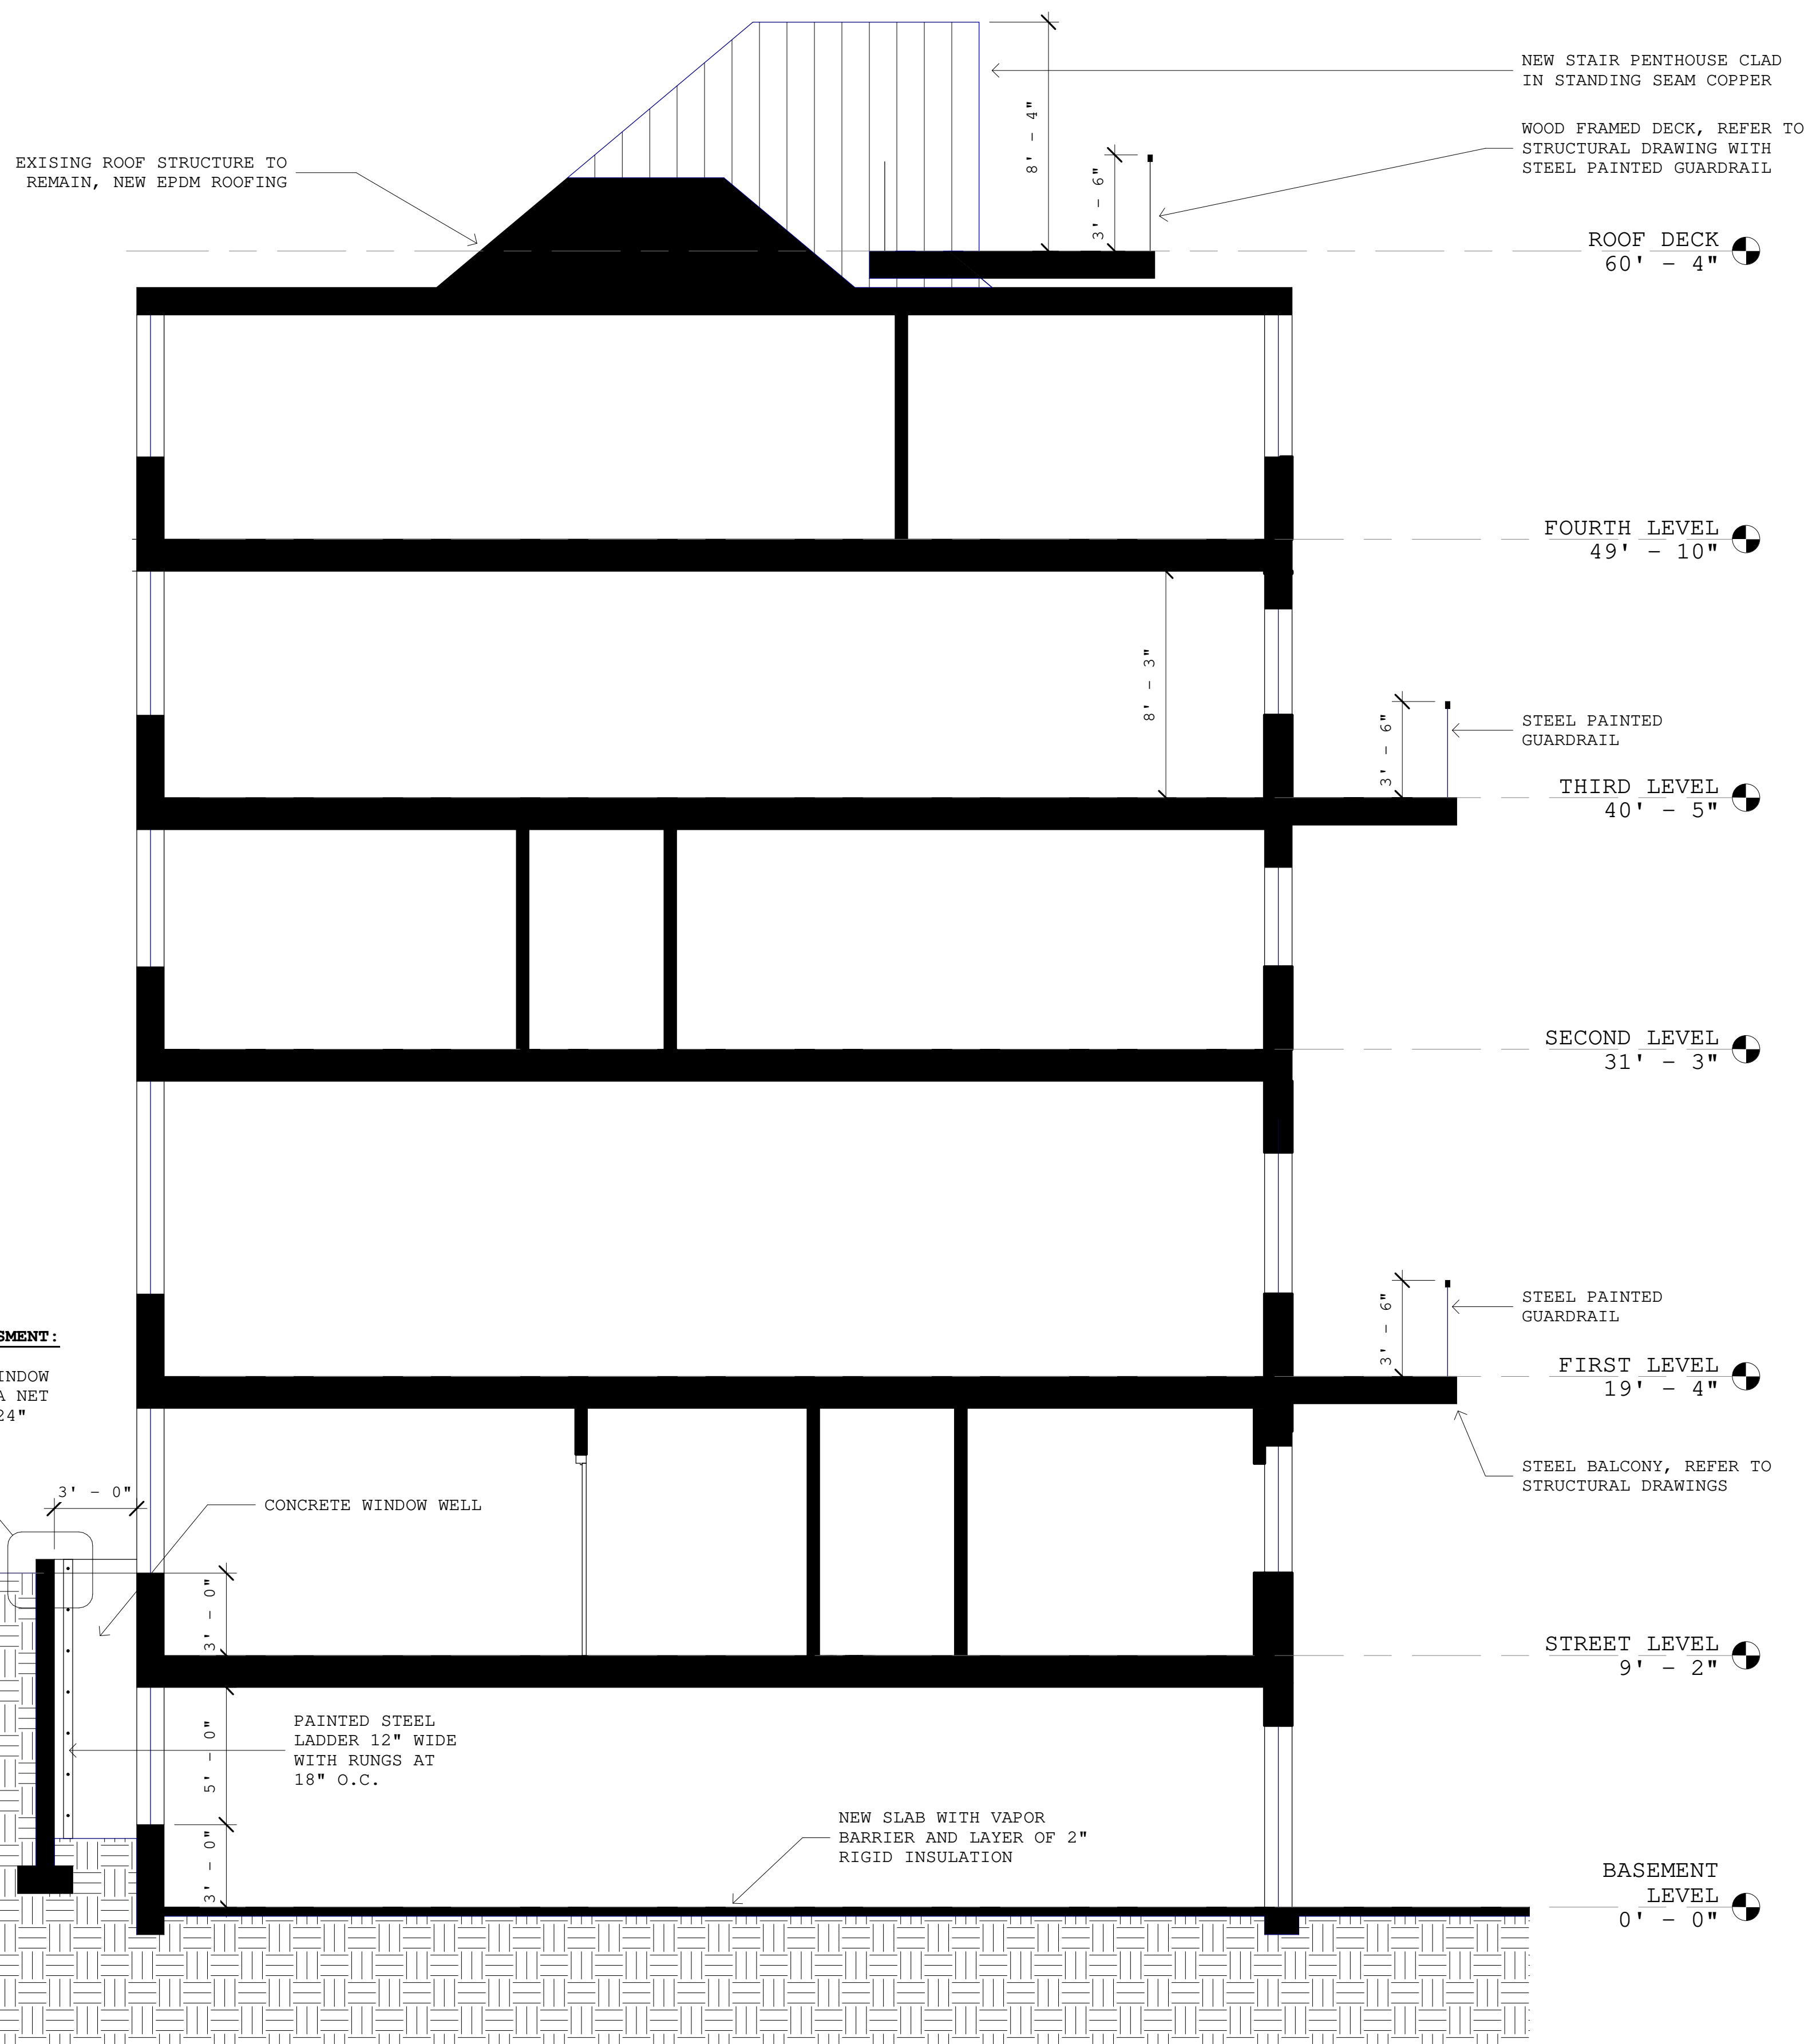 NEW STAIR PENTHOUSE CLAD
IN STANDING SEAM COPPER
8' - 4"
WOOD FRAMED DECK, REFER TO
STRUCTURAL DRAWING WITH
STEEL PAINTED GUARDRAIL
3' - 6"
EXISING ROOF STRUCTURE TO
REMAIN, NEW EPDM ROOFING
ROOF DECK
60' - 4"
FOURTH LEVEL
49' - 10"
8' - 3"
3' - 6"
STEEL PAINTED
GUARDRAIL
THIRD LEVEL
40' - 5"
SECOND LEVEL
31' - 3"
3' - 6"
STEEL PAINTED
GUARDRAIL
SMENT:
INDOW
A NET
24"
FIRST LEVEL
19' - 4"
STEEL BALCONY, REFER TO
STRUCTURAL DRAWINGS
3' - 0"
CONCRETE WINDOW WELL
3' - 0"
STREET LEVEL
9' - 2"
5' - 0"
PAINTED STEEL
LADDER 12" WIDE
WITH RUNGS AT
18" O.C.
3' - 0"
NEW SLAB WITH VAPOR
BARRIER AND LAYER OF 2"
RIGID INSULATION
BASEMENT
LEVEL
0' - 0"